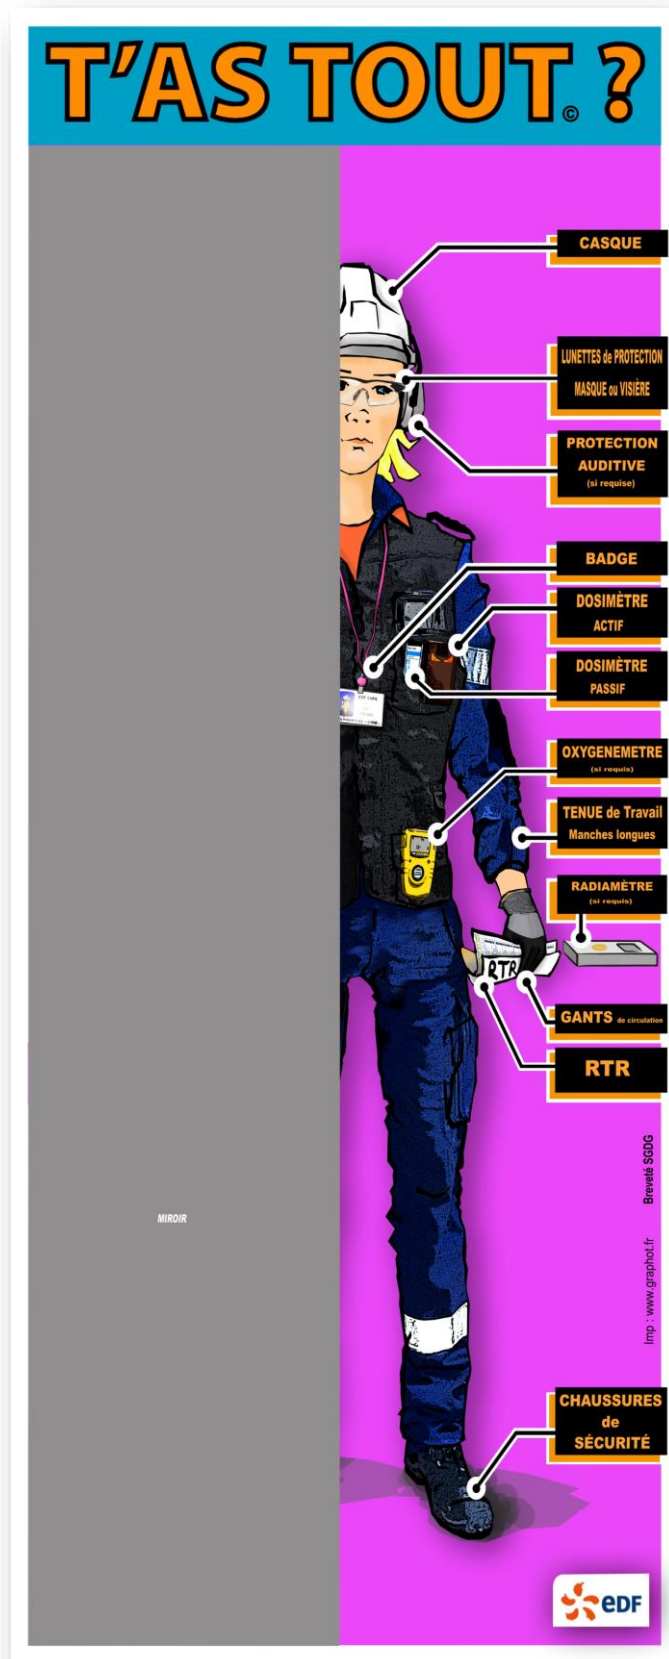 T'AS TOUT © ?
CASQUE
LUNETTES de PROTECTION
MASQUE ou VISIÈRE
PROTECTION
AUDITIVE
(si requise)
BADGE
DOSIMÈTRE
ACTIF
DOSIMÈTRE
PASSIF
OXYGENEMETRE
(si requis)
TENUE de Travail
Manches longues
RADIAMÈTRE
(si requis)
RTR
GANTS de circulation
RTR
Breveté SGDG
Imp : www.graphot.fr
MIROIR
CHAUSSURES
de
SÉCURITÉ
eDF